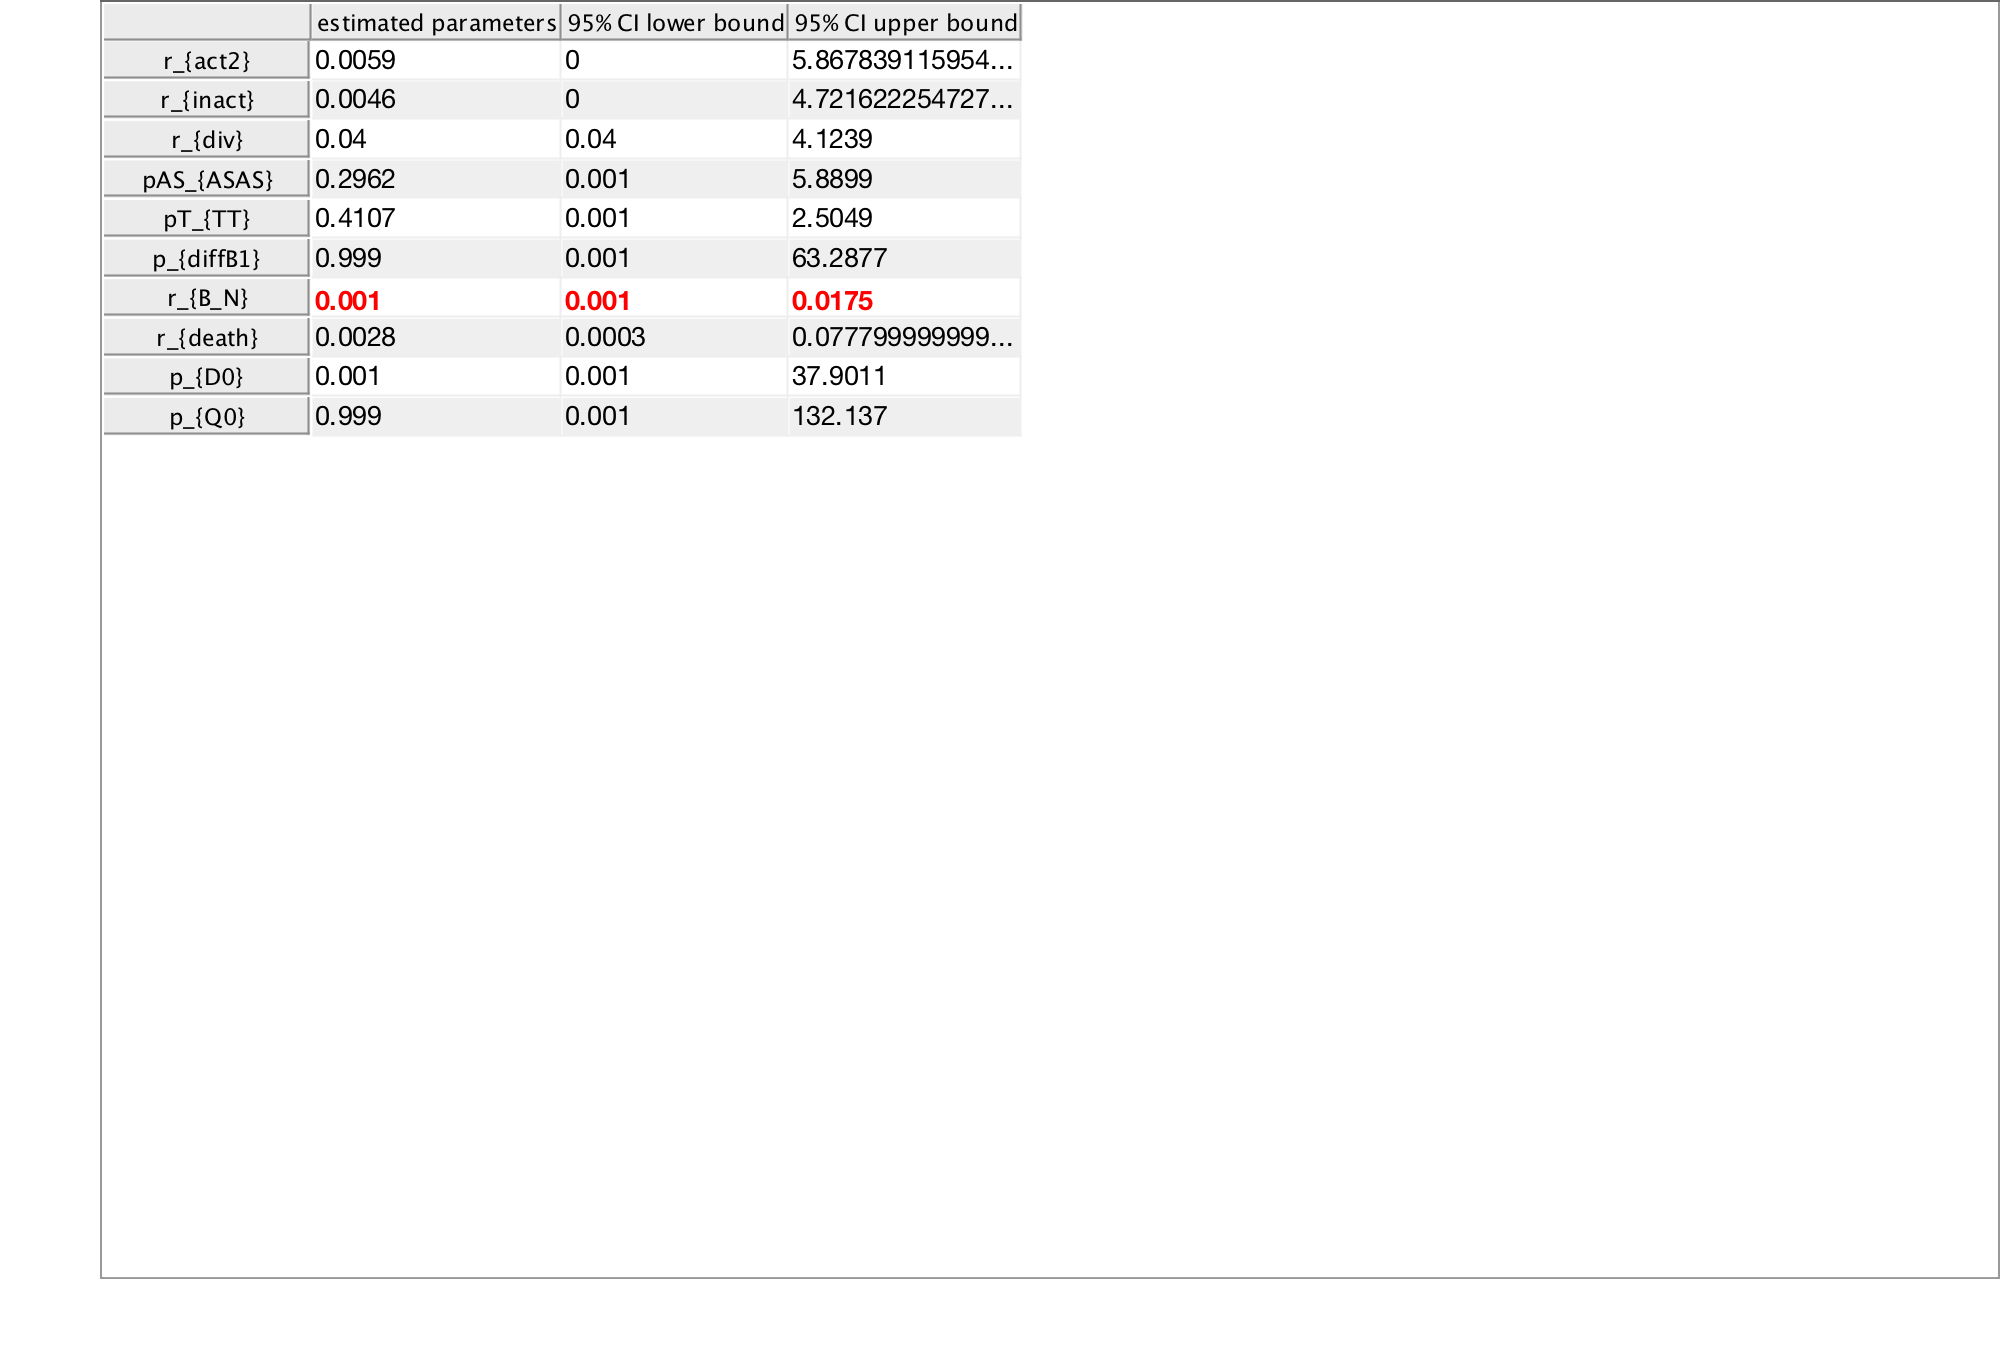 estimated parameters 95% CI lower bound 95% CI upper bound
r_{act2} 0.0059 0 5.867839115954...
r_{inact} 0.0046 0 4.721622254727...
r_{div} 0.04 0.04 4.1239
pAS_{ASAS} 0.2962 0.001 5.8899
pT_{TT} 0.4107 0.001 2.5049
p_{diffB1} 0.999 0.001 63.2877
r_{B_N} 0.001 0.001 0.0175
r_{death} 0.0028 0.0003 0.077799999999...
p_{D0} 0.001 0.001 37.9011
p_{Q0} 0.999 0.001 132.137